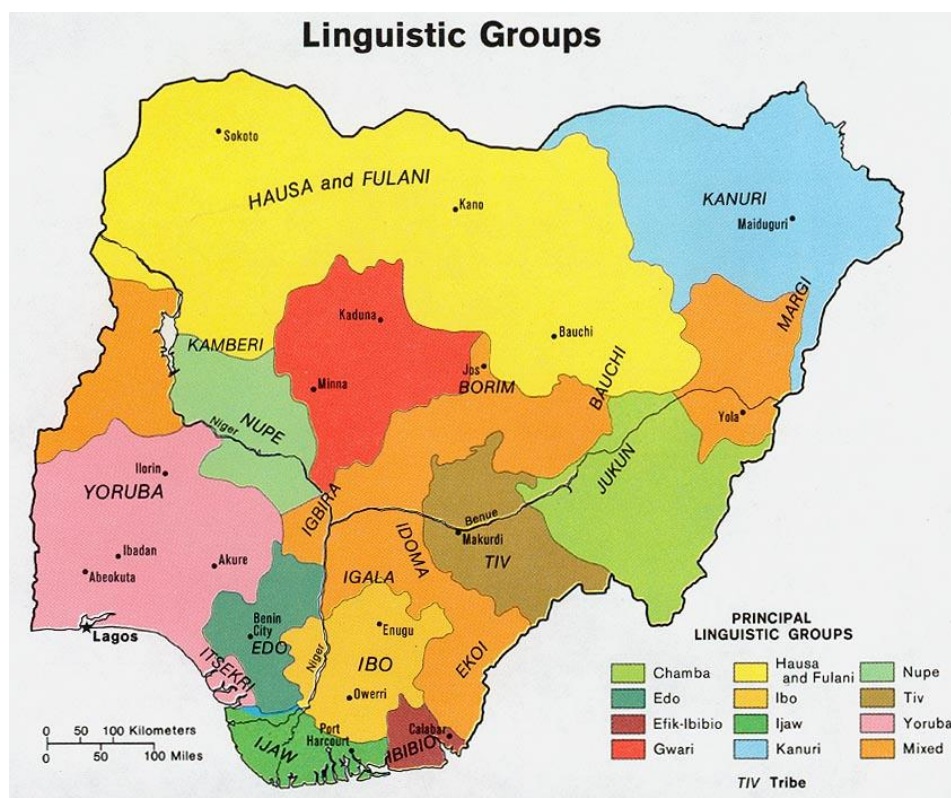 Linguistic Groups
Sokoto
HAUSA and FULANI
Kano
KANURI
Maiduguri
MARGI
Kaduna
Bauchi
KAMBERI
Jos
BORIM
BAUCHI
Minna
Yola
NUPE
Niger
Ilorin
YORUBA
JUKUN
IGBIRA
Benue
Makurdi
IDOMA
TIV
Ibadan
Akure
Abeokuta
IGALA
Lagos
Benin
City
EDO
Enugu
IBO
EKOI
Niger
ITSEKRI
Owerri
Port
Harcourt
Calabar
IJAW
IBIBIO
0 50 100 Kilometers
0 50 100 Miles
PRINCIPAL
LINGUISTIC GROUPS
Chamba
Edo
Efik-Ibibio
Gwari
Hausa
and Fulani
Ibo
Ijaw
Kanuri
Nupe
Tiv
Yoruba
Mixed
TIV Tribe